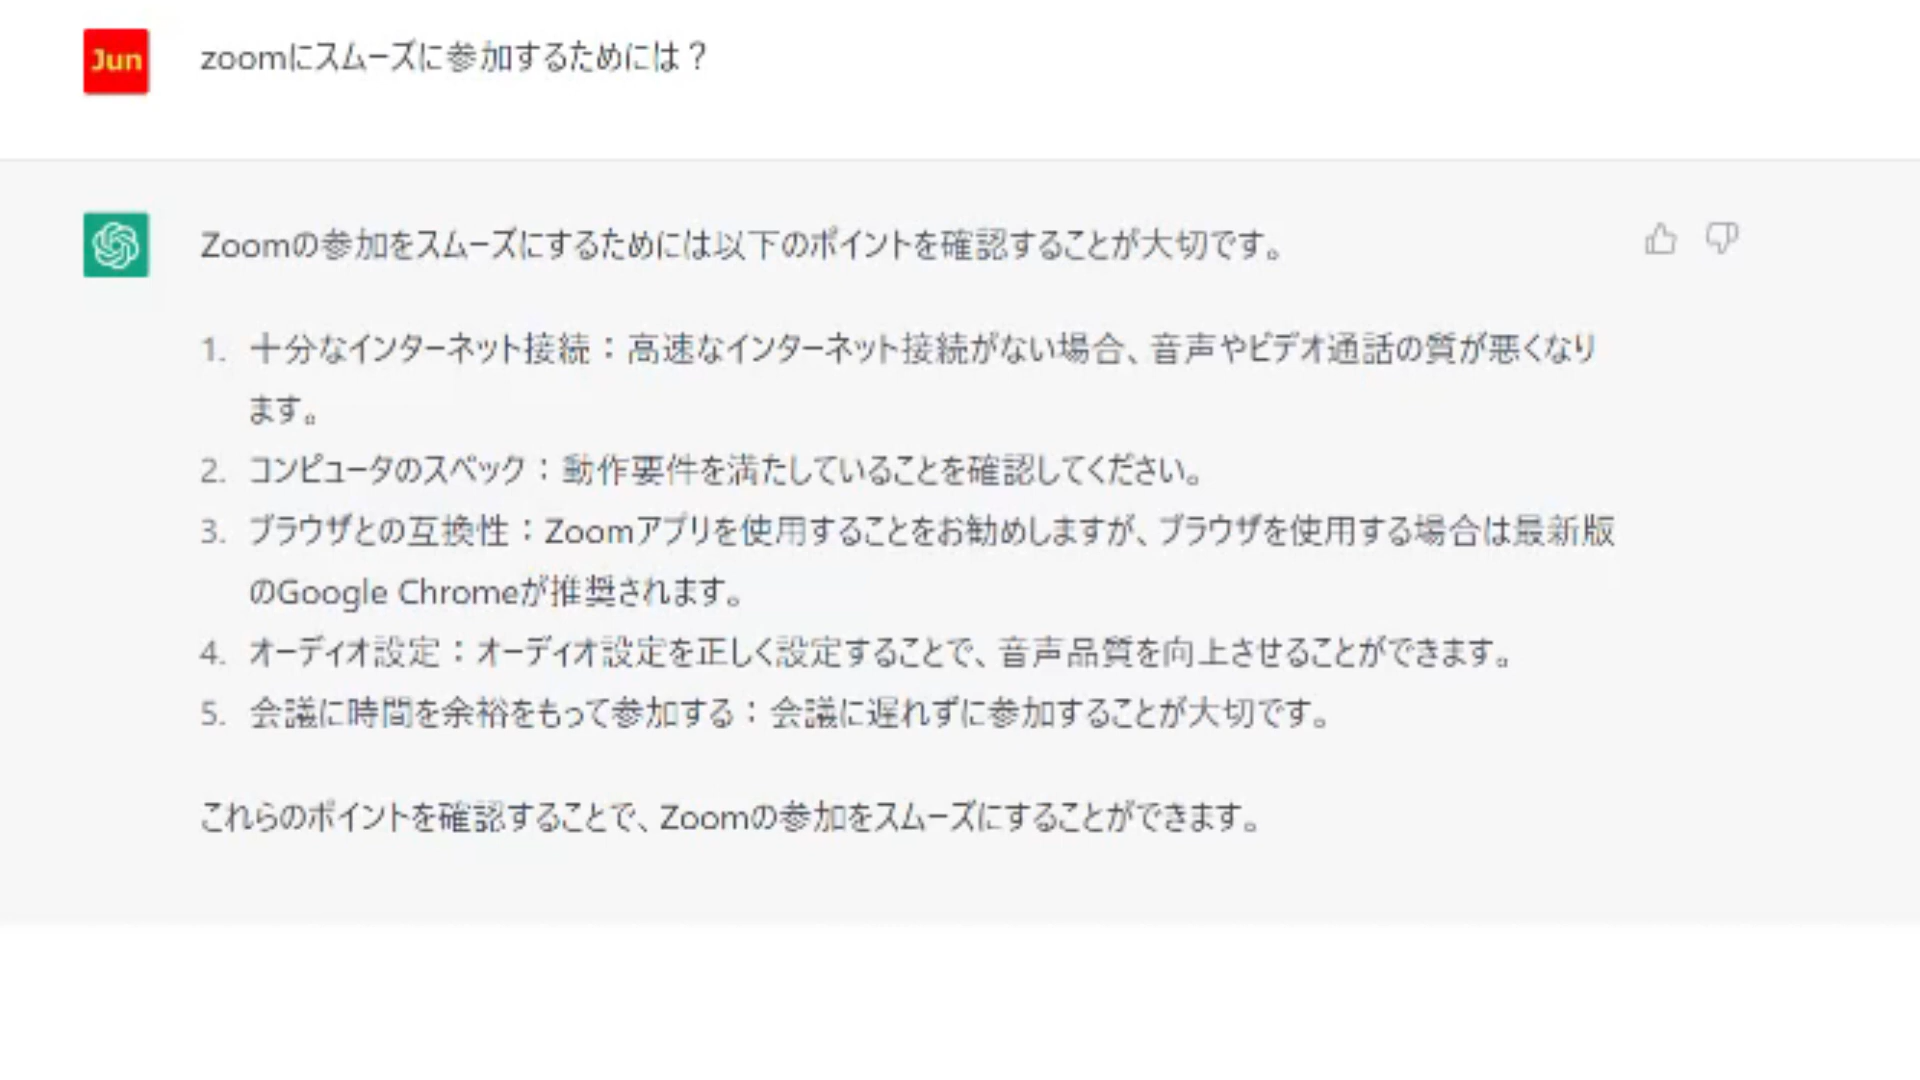 Jun
zoomにスムーズに参加するためには？
Zoomの参加をスムーズにするためには以下のポイントを確認することが大切です。
1. 十分なインターネット接続：高速なインターネット接続がない場合、音声やビデオ通話の質が悪くなり
ます。
2. コンピュータのスペック：動作要件を満たしていることを確認してください。
3. ブラウザとの互換性：Zoomアプリを使用することをお勧めしますが、ブラウザを使用する場合は最新版
のGoogle Chromeが推奨されます。
4. オーディオ設定：オーディオ設定を正しく設定することで、音声品質を向上させることができます。
5. 会議に時間を余裕をもって参加する：会議に遅れずに参加することが大切です。
これらのポイントを確認することで、Zoomの参加をスムーズにすることができます。